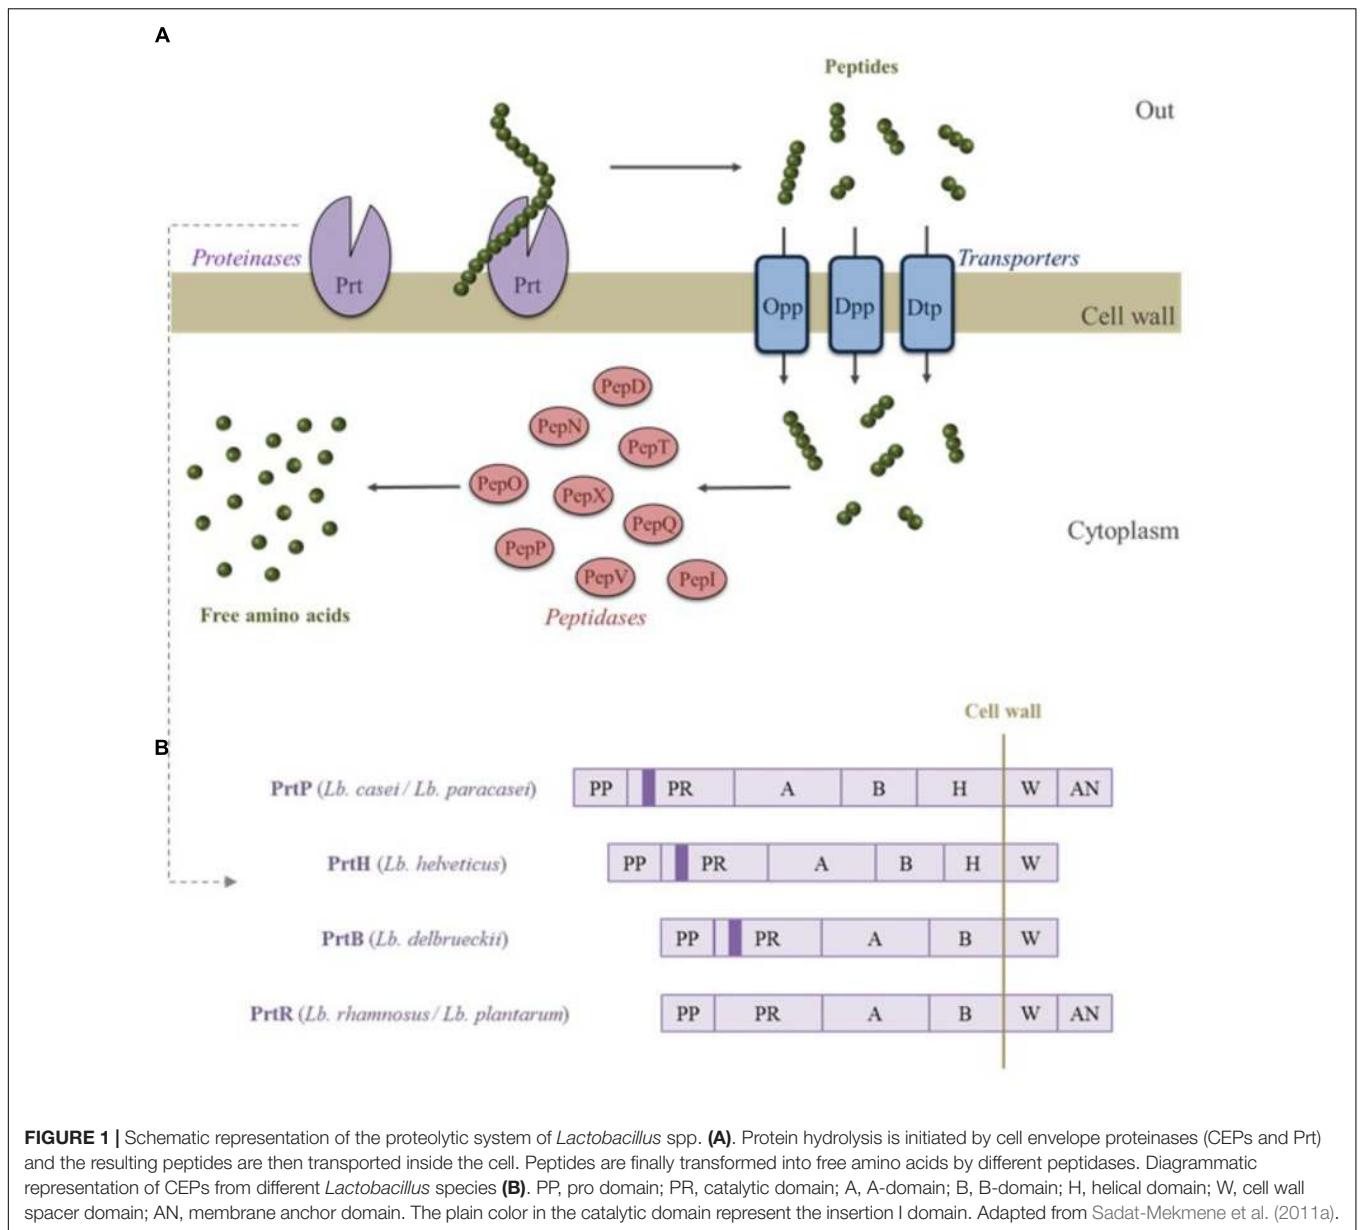 A
Peptides
Out
Proteinases
Transporters
Prt
Prt
Opp
Dpp
Dtp
Cell wall
PepD
PepN
PepT
PepO
PepX
PepQ
PepP
PepV
PepI
Cytoplasm
Free amino acids
Peptidases
Cell wall
B
PrtP (Lb. casei / Lb. paracasei) PP PR A B H W AN
PrtH (Lb. helveticus) PP PR A B H W
PrtB (Lb. delbrueckii) PP PR A B W
PrtR (Lb. rhamnosus / Lb. plantarum) PP PR A B W AN
FIGURE 1 | Schematic representation of the proteolytic system of Lactobacillus spp. (A). Protein hydrolysis is initiated by cell envelope proteinases (CEPs and Prt)
and the resulting peptides are then transported inside the cell. Peptides are finally transformed into free amino acids by different peptidases. Diagrammatic
representation of CEPs from different Lactobacillus species (B). PP, pro domain; PR, catalytic domain; A, A-domain; B, B-domain; H, helical domain; W, cell wall
spacer domain; AN, membrane anchor domain. The plain color in the catalytic domain represent the insertion I domain. Adapted from Sadat-Mekmene et al. (2011a).